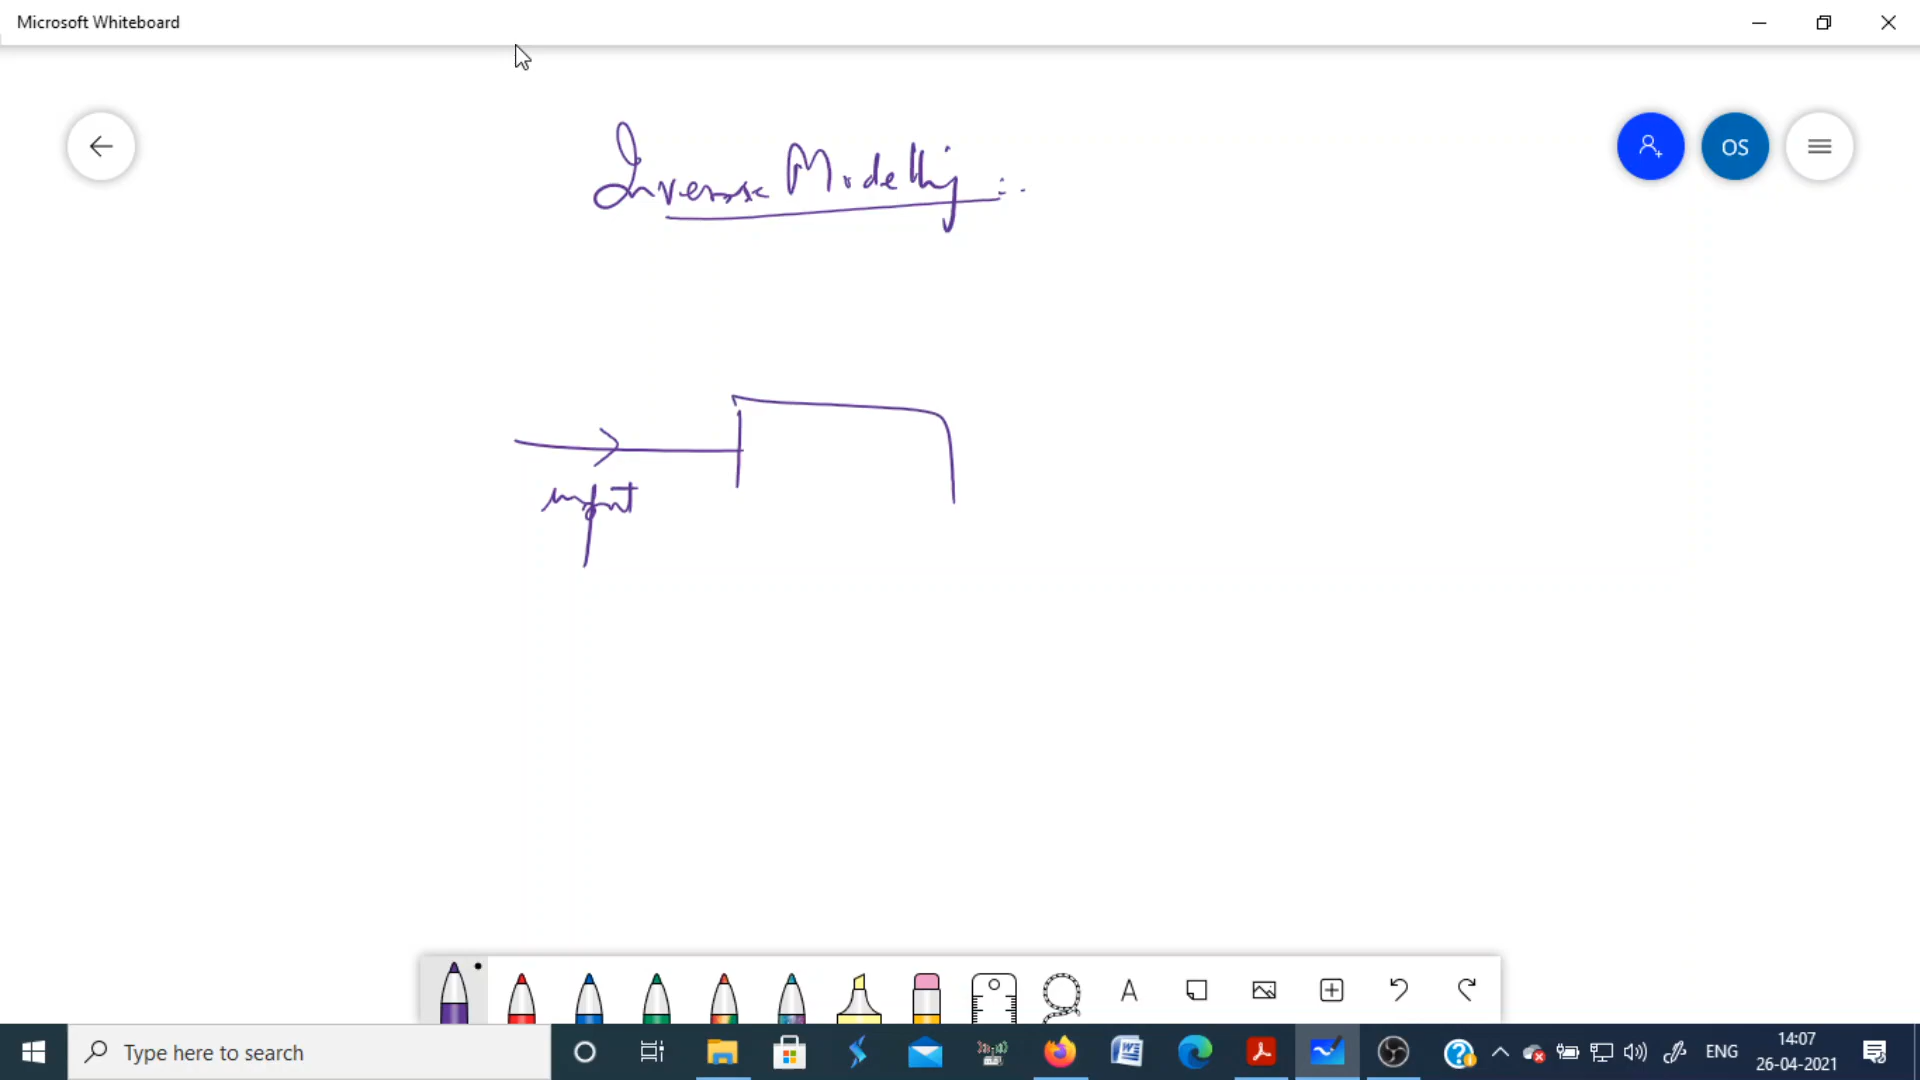 Microsoft Whiteboard
OS
Inverse Modelling :.
input
A
Type here to search
ENG
14:07
26-04-2021